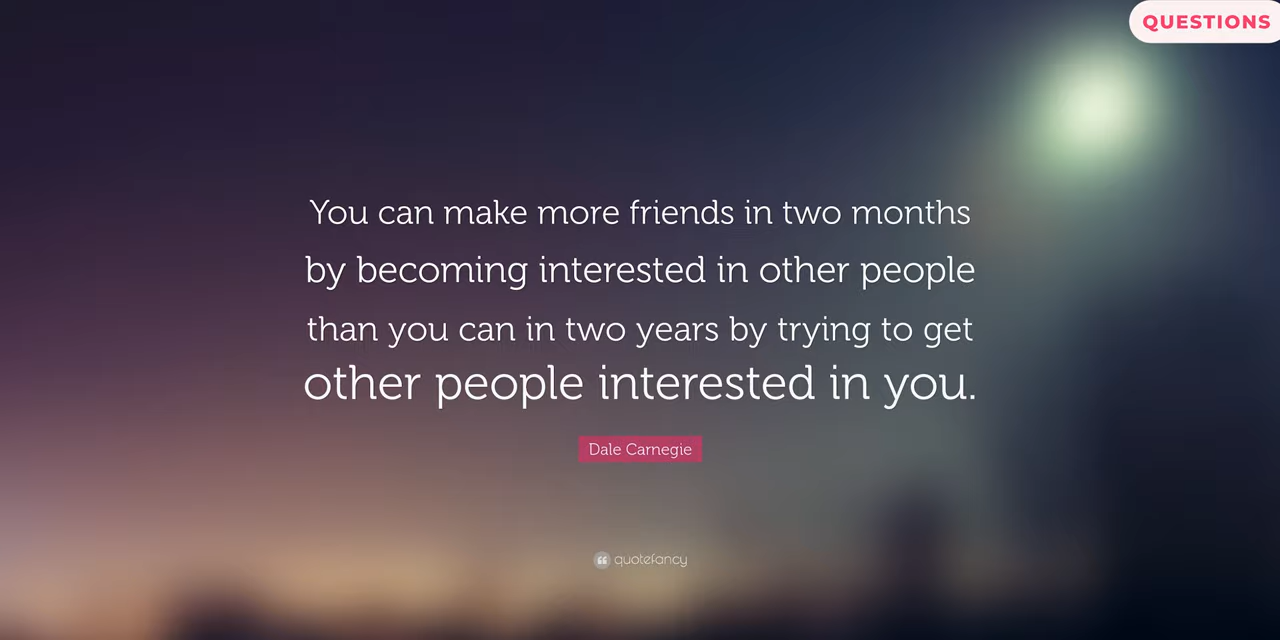 QUESTIONS
You can make more friends in two months
by becoming interested in other people
than you can in two years by trying to get
other people interested in you.
Dale Carnegie
quotefancy